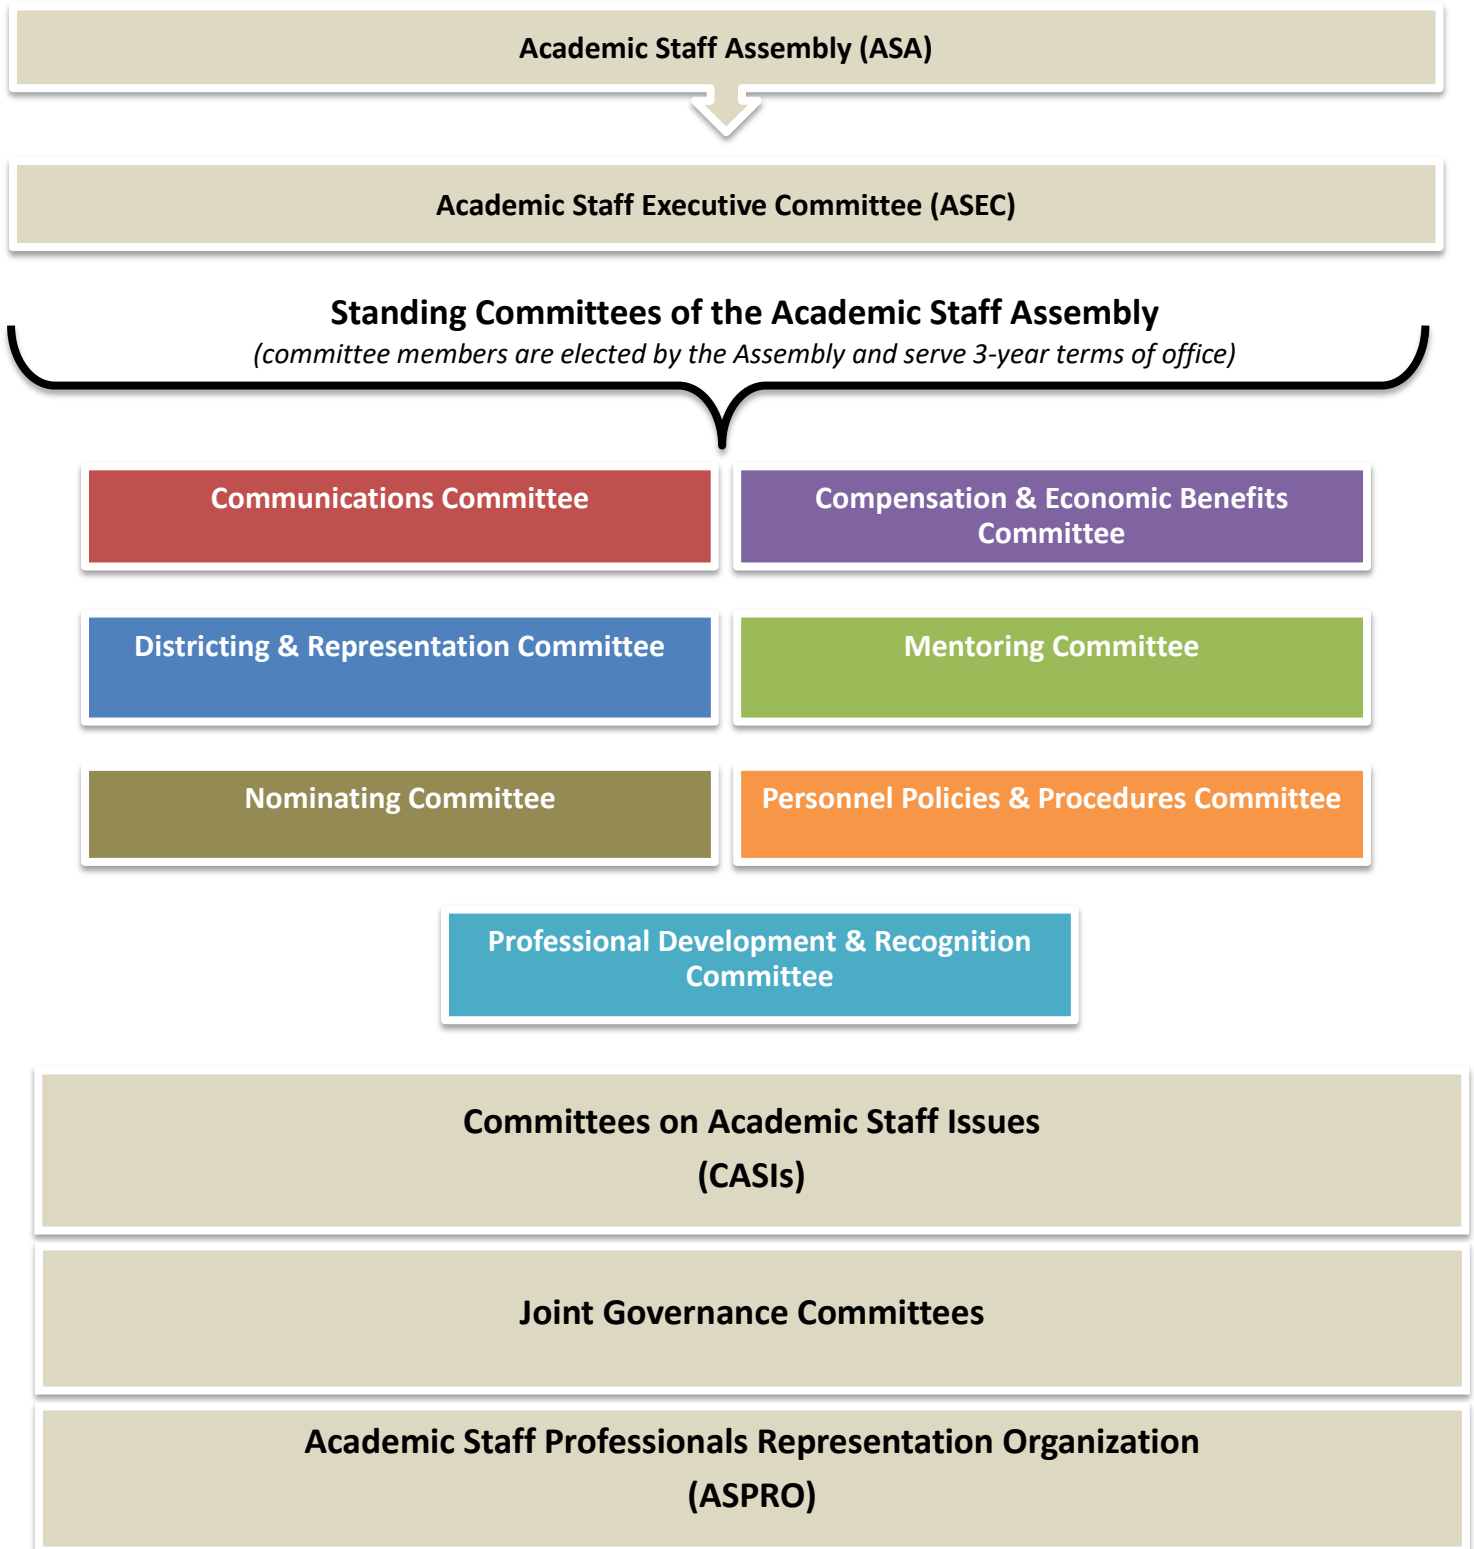 Academic Staff Assembly (ASA)
Academic Staff Executive Committee (ASEC)
Standing Committees of the Academic Staff Assembly
(committee members are elected by the Assembly and serve 3-year terms of office)
Communications Committee
Compensation & Economic Benefits
Committee
Districting & Representation Committee
Mentoring Committee
Nominating Committee
Personnel Policies & Procedures Committee
Professional Development & Recognition
Committee
Committees on Academic Staff Issues
(CASIs)
Joint Governance Committees
Academic Staff Professionals Representation Organization
(ASPRO)